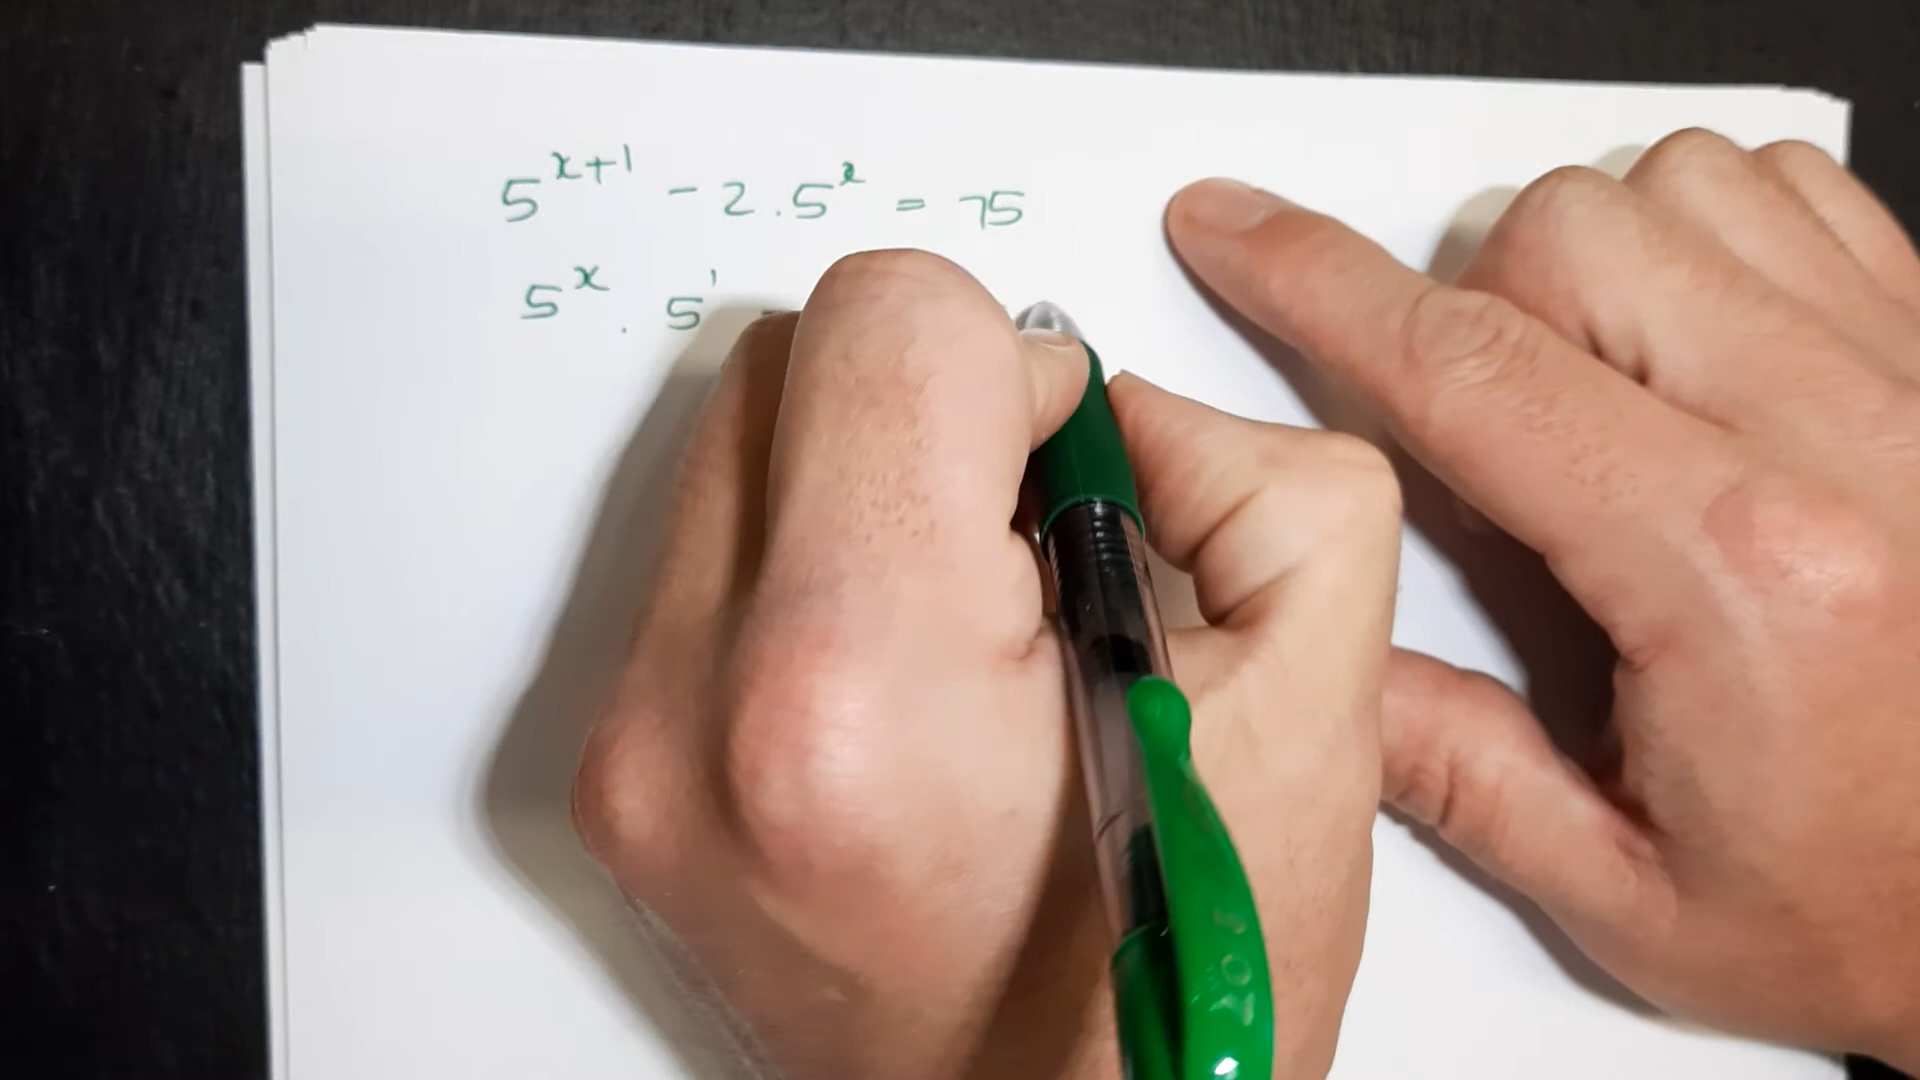 5^{x+1} - 2 . 5^x = 75
5^x . 5^1 -